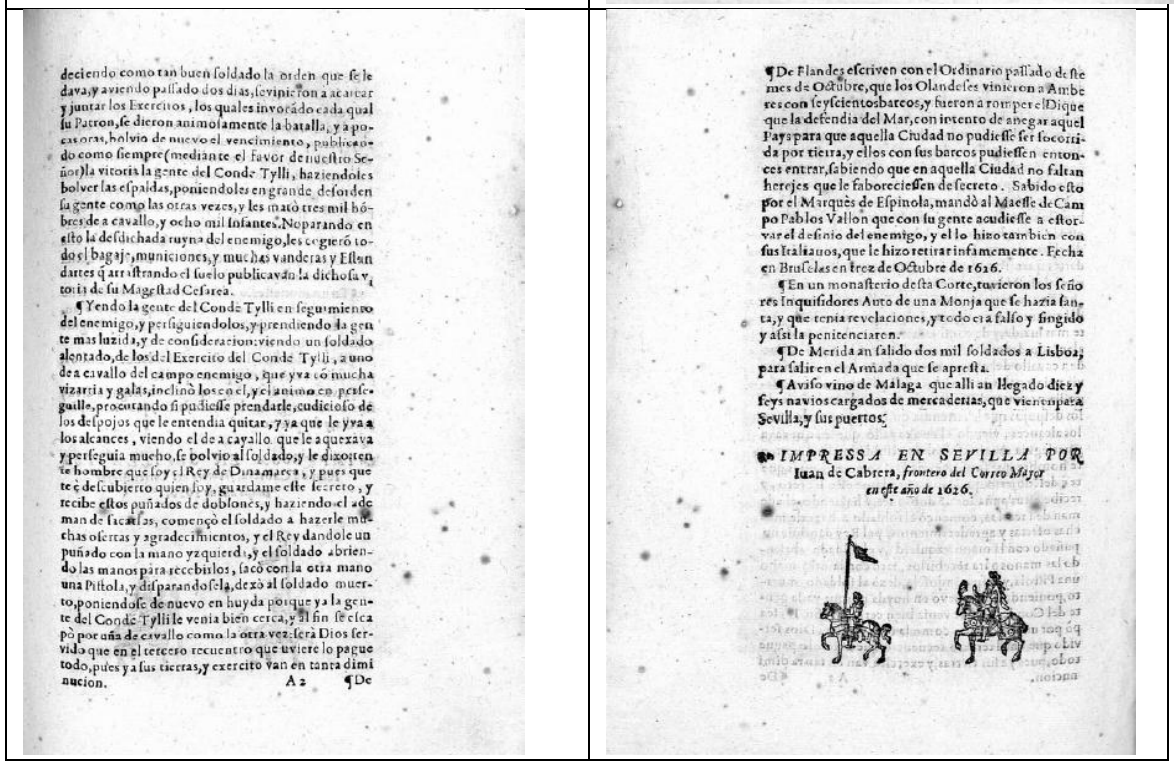 deciendo como tan buen ſoldado la orden que ſe le
dava, y aviendo paſſado dos dias, ſe vinieron a acercar
y juntar los Exercitos, los quales invocãdo cada qual
ſu Patron, ſe dieron animoſamente la batalla, y a po-
cas oras, bolvio de nuevo el vencimiento, publican-
do como ſiempre (mediante el Favor de nueſtro Se-
ñor) la vitoria la gente del Conde Tylli, haziendoles
bolver las eſpaldas, poniendoles en grande deſorden
ſu gente como las otras vezes, y les matò tres mil hõ-
bres de a cavallo, y ocho mil Infantes. No parando en
eſto la deſdichada ruyna del enemigo, les cogierõ to-
do el bagaje, municiones, y muchas vanderas y Eſtan
dartes q̃ arraſtrando el ſuelo publicavàn la dichoſa vi
toria de ſu Mageſtad Ceſarea.
¶Yendo la gente del Conde Tylli en ſeguimiento
del enemigo, y perſiguiendolos, y prendiendo la gen
te mas luzida, y de conſideracion: viendo un ſoldado
alentado, de los del Exercito del Conde Tylli, a uno
de a cavallo del campo enemigo, que yva cõ mucha
vizarria y galas, inclinò los en el, y el animo en perſe-
guille, procurando ſi pudieſſe prendarle, cudicioſo de
los deſpojos que le entendia quitar, y ya que le yva a
los alcances, viendo el de a cavallo que le aquexava
y perſeguia mucho, ſe bolvio al ſoldado, y le dixo, ten
te hombre que ſoy el Rey de Dinamarca, y pues que
te è deſcubierto quien ſoy, guardame eſte ſecreto, y
recibe eſtos puñados de doblones, y haziendo el ade
man de ſacarlas, començò el ſoldado a hazerle mu-
chas ofertas y agradecimientos, y el Rey dandole un
puñado con la mano yzquierda, y el ſoldado abrien-
do las manos para recebirlos, ſacò con la otra mano
una Piſtola, y diſparandoſela, dexò al ſoldado muer-
to, poniendoſe de nuevo en huyda porque ya la gen-
te del Conde Tylli le venia bien cerca, y al fin ſe eſca
pò por uña de cavallo como la otra vez: ſerà Dios ſer-
vido que en el tercero recuentro que uviere lo pague
todo, pues ya ſus tierras, y exercito van en tanta dimi
nucion.
A2 ¶De
¶De Flandes eſcriven con el Ordinario paſſado deſte
mes de Octubre, que los Olandeſes vinieron a Ambe
res con ſeyſcientos barcos, y fueron a romper el Dique
que la defendia del Mar, con intento de anegar aquel
Pays para que aquella Ciudad no pudieſſe ſer ſocorri-
da por tierra, y ellos con ſus barcos pudieſſen enton-
ces entrar, ſabiendo que en aquella Ciudad no faltan
herejes que le faborecieſſen de ſecreto. Sabido eſto
por el Marquès de Eſpinola, mandò al Maeſſe de Cam
po Pablos Vallon que con ſu gente acudieſſe a eſtor-
var el deſinio del enemigo, y el lo hizo tambien con
ſus Italianos, que le hizo retirar infamemente. Fecha
en Bruſelas en trez de Octubre de 1626.
¶En un monaſterio deſta Corte, tuvieron los ſeño
res Inquiſidores Auto de una Monja que ſe hazia ſan-
ta, y que tenia revelaciones, y todo era falſo y fingido
y aſsi la penitenciaren.
¶De Merida an ſalido dos mil ſoldados a Lisboa,
para ſalir en el Armada que ſe apreſta.
¶Aviſo vino de Malaga que alli an llegado diez y
ſeys navios cargados de mercaderias, que vienen para
Sevilla, y sus puertos.
IMPRESSA EN SEVILLA POR
Iuan de Cabrera, frontero del Correo Mayor
en eſte año de 1626.